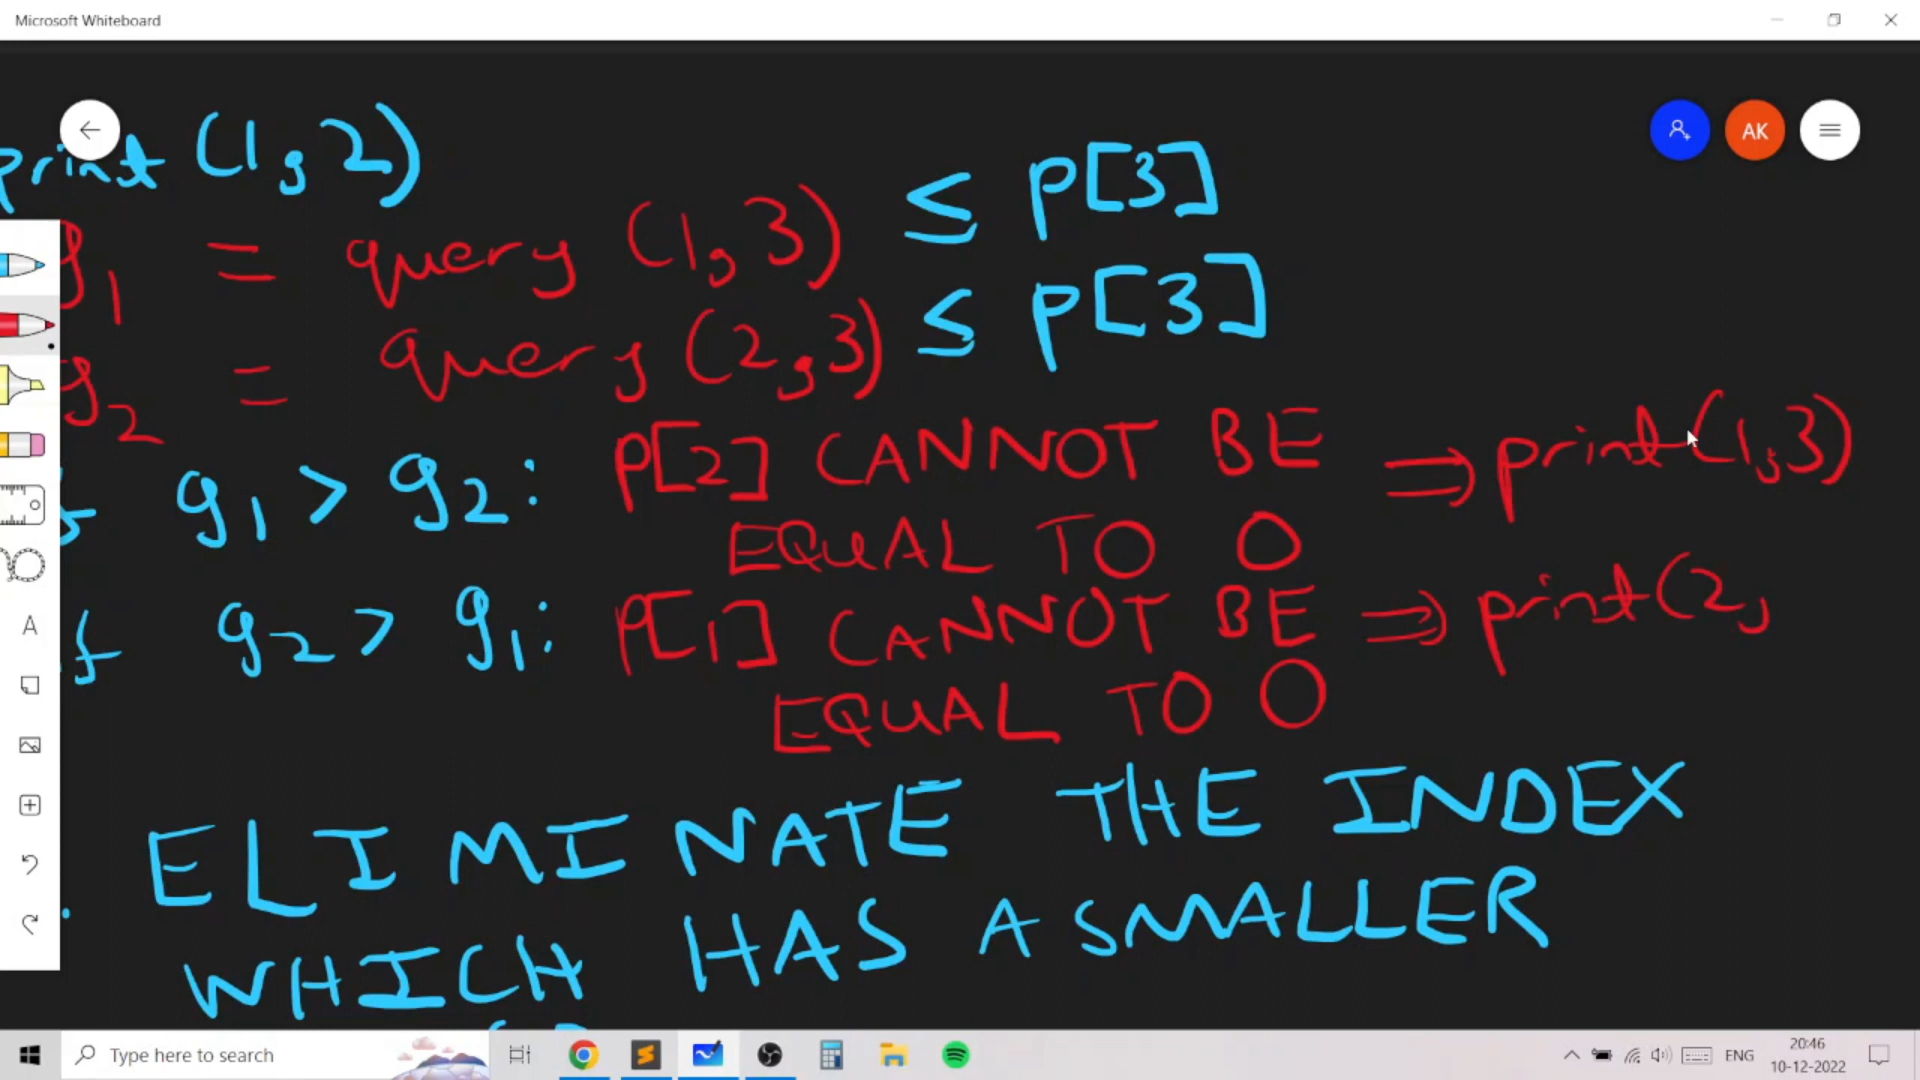 Microsoft Whiteboard
print (1, 2)
AK
g1 = query (1, 3) ≤ p[3]
g2 = query (2, 3) ≤ p[3]
g1 > g2: p[2] CANNOT BE ⇒ print(1,3)
EQUAL TO 0
if g2 > g1: p[1] CANNOT BE ⇒ print(2,
EQUAL TO 0
ELIMINATE THE INDEX
WHICH HAS A SMALLER
Type here to search
ENG
20:46
10-12-2022